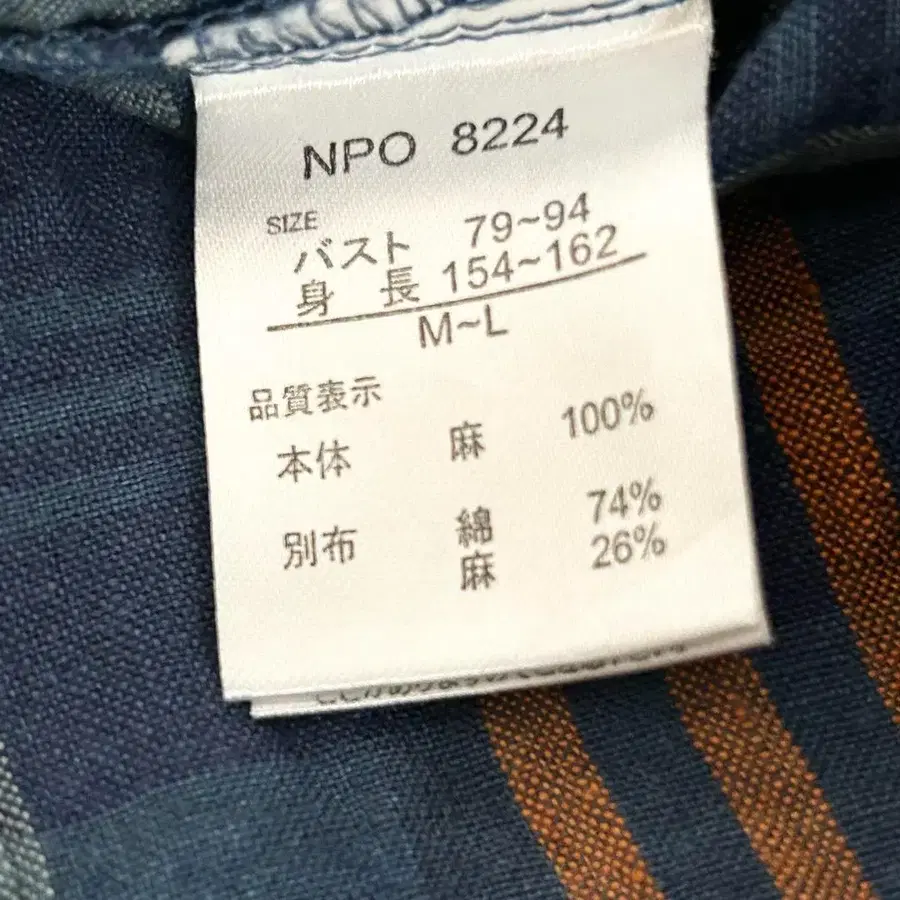 NPO 8224
SIZE
バスト 79~94
身 長 154~162
M~L
品質表示
本体 麻 100%
別布 綿 74%
麻 26%